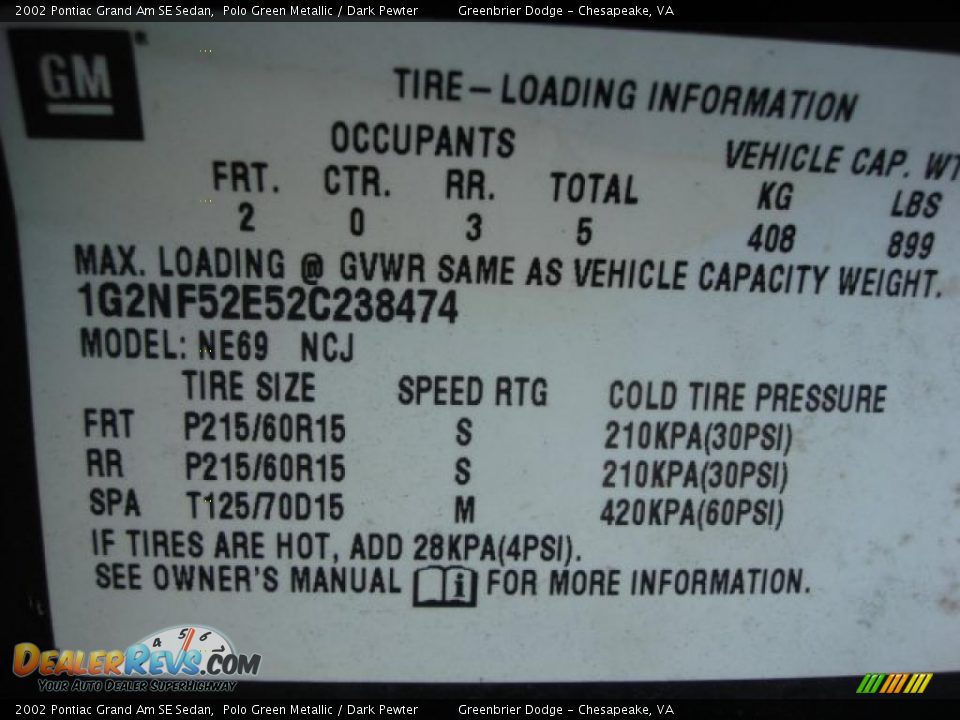 2002 Pontiac Grand Am SE Sedan, Polo Green Metallic / Dark Pewter Greenbrier Dodge - Chesapeake, VA
GM
TIRE-LOADING INFORMATION
OCCUPANTS VEHICLE CAP. WT
FRT. CTR. RR. TOTAL KG LBS
2 0 3 5 408 899
MAX. LOADING @ GVWR SAME AS VEHICLE CAPACITY WEIGHT.
1G2NF52E52C238474
MODEL: NE69 NCJ
TIRE SIZE SPEED RTG COLD TIRE PRESSURE
FRT P215/60R15 S 210KPA(30PSI)
RR P215/60R15 S 210KPA(30PSI)
SPA T125/70D15 M 420KPA(60PSI)
IF TIRES ARE HOT, ADD 28KPA(4PSI).
SEE OWNER'S MANUAL i FOR MORE INFORMATION.
4 5 6 7
DEALERREVS.COM
YOUR AUTO DEALER SUPERHIGHWAY
2002 Pontiac Grand Am SE Sedan, Polo Green Metallic / Dark Pewter Greenbrier Dodge - Chesapeake, VA